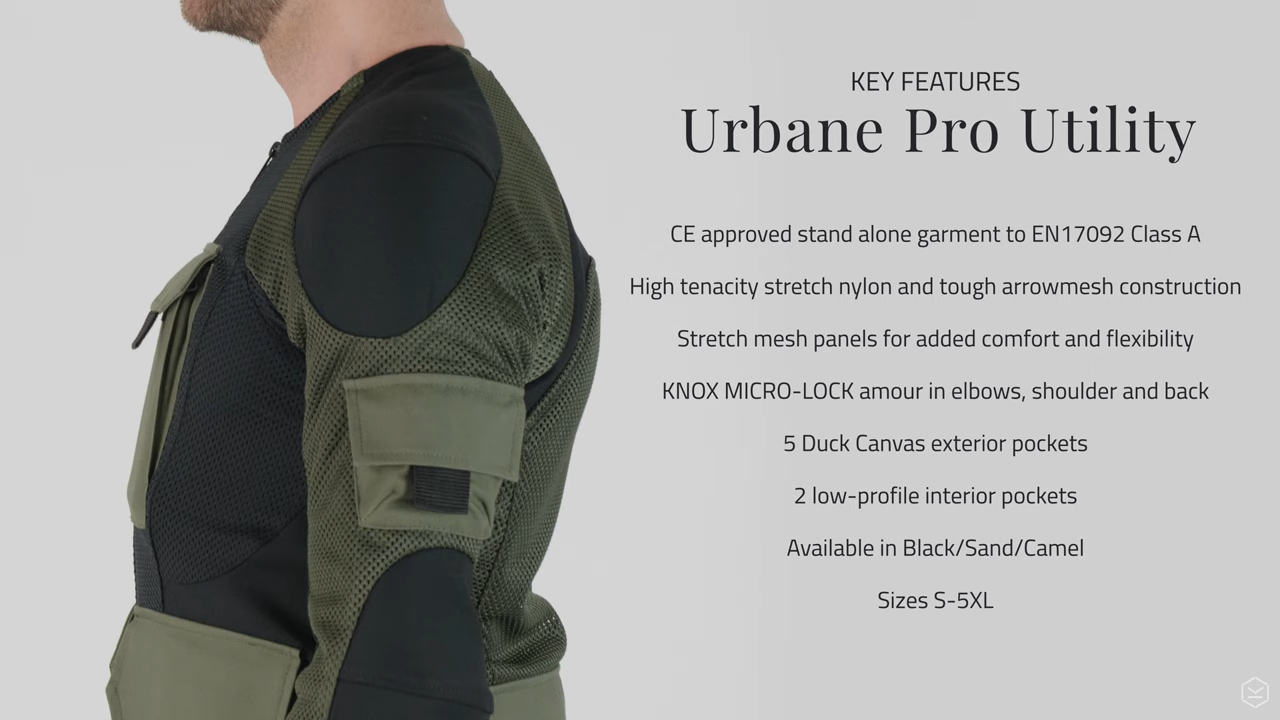 KEY FEATURES
Urbane Pro Utility
CE approved stand alone garment to EN17092 Class A
High tenacity stretch nylon and tough arrowmesh construction
Stretch mesh panels for added comfort and flexibility
KNOX MICRO-LOCK amour in elbows, shoulder and back
5 Duck Canvas exterior pockets
2 low-profile interior pockets
Available in Black/Sand/Camel
Sizes S-5XL